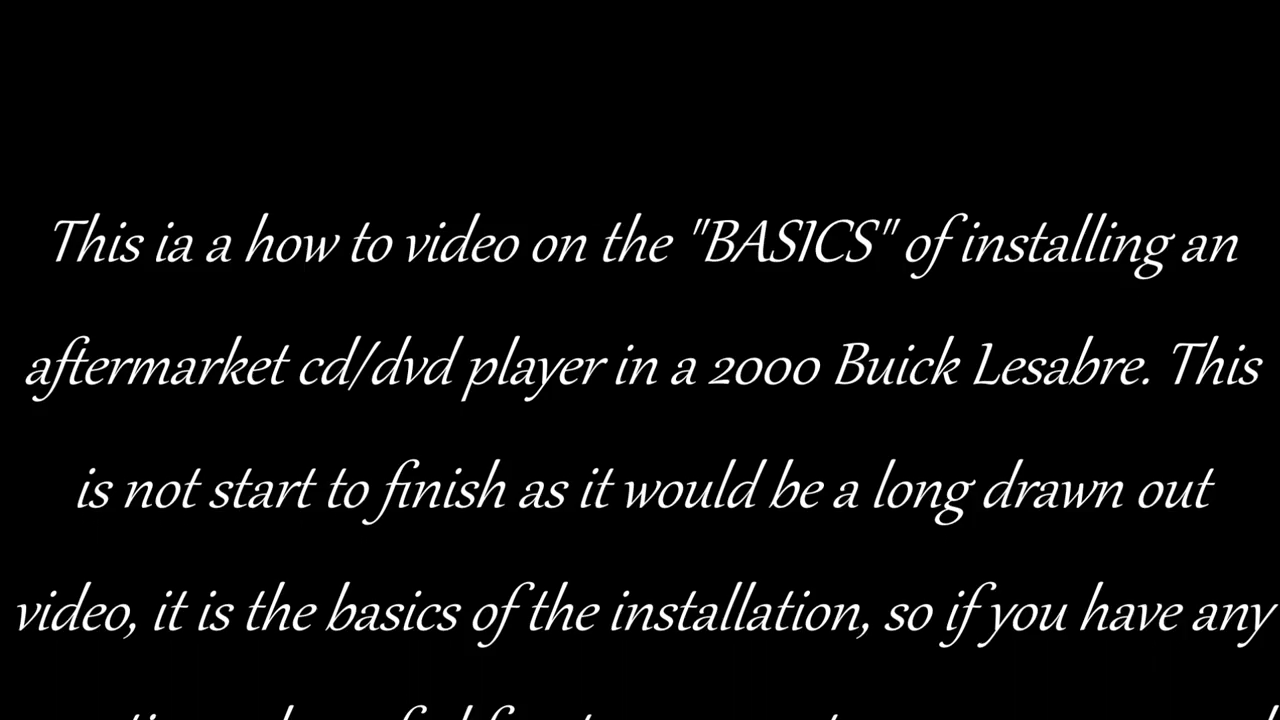 This ia a how to video on the "BASICS" of installing an
aftermarket cd/dvd player in a 2000 Buick Lesabre. This
is not start to finish as it would be a long drawn out
video, it is the basics of the installation, so if you have any